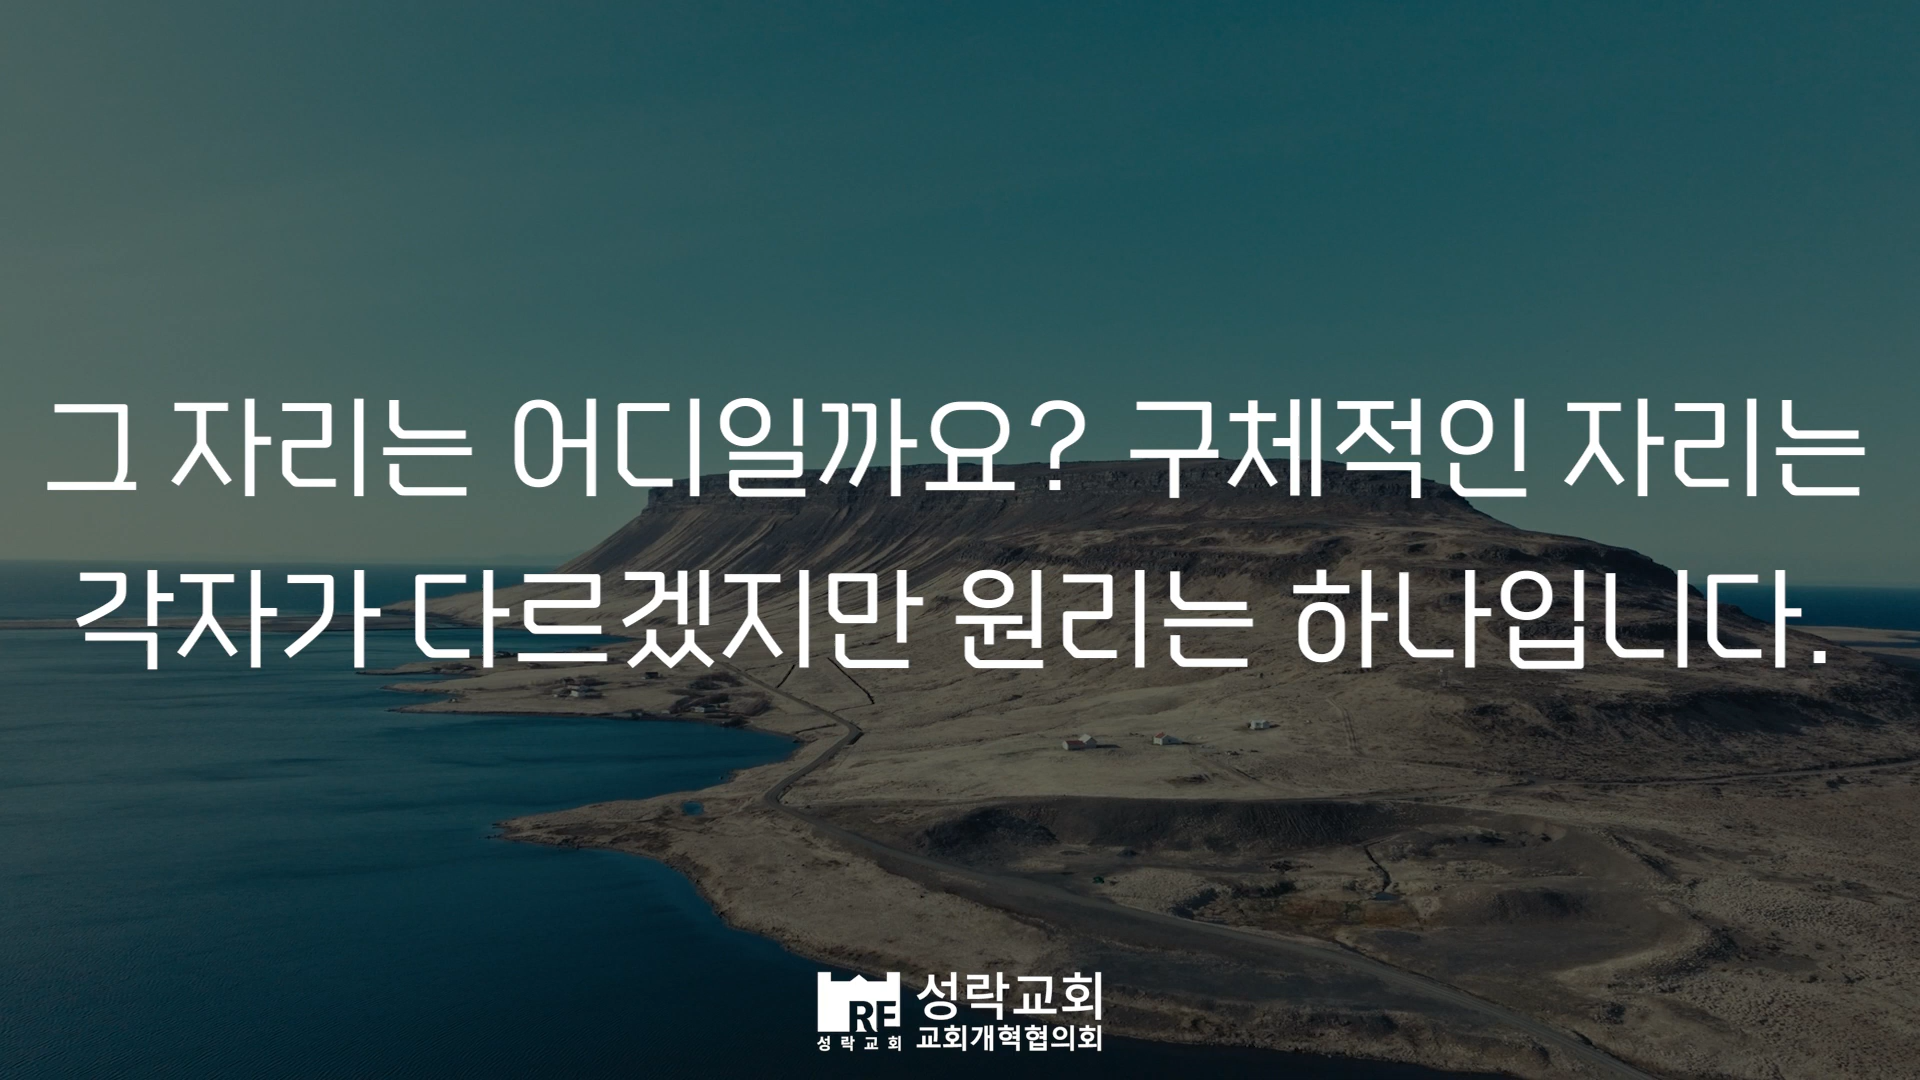 그 자리는 어디일까요? 구체적인 자리는
각자가 다르겠지만 원리는 하나입니다.
RE
성락교회
성락교회
교회개혁협의회